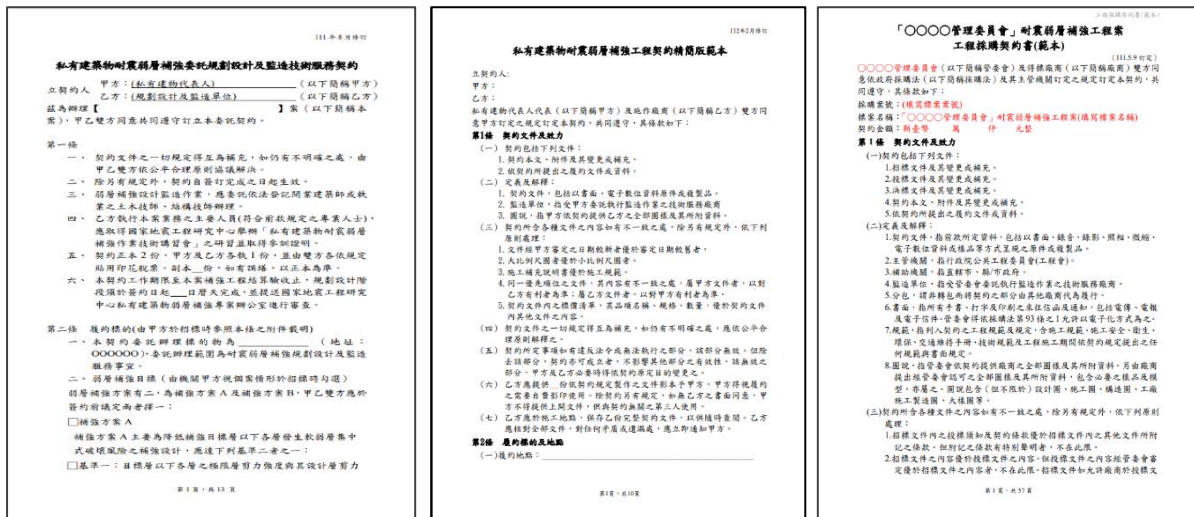 111 年 8 月修訂
私有建築物耐震弱層補強委託規劃設計及監造技術服務契約
立契約人
甲方：(私有建物代表人)（以下簡稱甲方）
乙方：(規劃設計及監造單位)（以下簡稱乙方）
茲為辦理【 】案（以下簡稱本
案），甲乙雙方同意共同遵守訂立本委託契約。
第一條
一、 契約文件之一切規定得互為補充，如仍有不明確之處，由
甲乙雙方依公平合理原則協議解決。
二、 除另有規定外，契約自簽訂完成之日起生效。
三、 弱層補強設計監造作業，應委託依法登記開業建築師或執
業之土木技師、結構技師辦理。
四、 乙方執行本案業務之主要人員(符合前款規定之專業人士)，
應取得國家地震工程研究中心舉辦「私有建築物耐震弱層
補強作業技術講習會」之研習並取得參訓證明。
五、 契約正本 2 份，甲方及乙方各執 1 份，並由雙方各依規定
貼用印花稅票。副本__份，如有誤繕，以正本為準。
六、 本契約工作期限至本案補強工程結算驗收止，規劃設計階
段須於簽約日起___日曆天完成，並提送國家地震工程研究
中心私有建築物弱層補強專案辦公室進行審查。
第二條 履約標的(由甲方於招標時參照本條之附件載明)
一、 本契約委託辦理標的物為__________（地址：
OOOOOOO），委託辦理範圍為耐震弱層補強規劃設計及監造
服務事宜。
二、 弱層補強目標（由機關甲方視個案情形於招標時勾選）
弱層補強方案有二，為補強方案 A 及補強方案 B，甲乙雙方應於
簽約前議定兩者擇一：
□補強方案 A
補強方案 A 主要為降低補強目標層以下各層發生軟弱層集中
式破壞風險之補強設計，應達下列基準二者之一：
□基準一：目標層以下各層之極限層剪力強度與其設計層剪力
第 1 頁，共 13 頁
112年2月修訂
私有建築物耐震弱層補強工程契約精簡版範本
立契約人:
甲方：
乙方：
私有建築物代表人代表（以下簡稱甲方）及施作廠商（以下簡稱乙方）雙方同
意甲方訂定之規定訂定本契約，共同遵守，其條款如下：
第1條 契約文件及效力
(一) 契約包括下列文件：
1. 契約本文、附件及其變更或補充。
2. 依契約所提出之履約文件或資料。
(二) 定義及解釋：
1. 契約文件，包括以書面、電子數位資料原件或複製品。
2. 監造單位，指受甲方委託執行監造作業之技術服務廠商
3. 圖說，指甲方依契約提供乙方之全部圖樣及其所附資料。
(三) 契約所含各種文件之內容如有不一致之處，除另有規定外，依下列
原則處理：
1. 文件經甲方審定之日期較新者優於審定日期較舊者。
2. 大比例尺圖者優於小比例尺圖者。
3. 施工補充說明書優於施工規範。
4. 同一優先順位之文件，其內容有不一致之處，屬甲方文件者，以對
乙方有利者為準；屬乙方文件者，以對甲方有利者為準。
5. 契約文件內之標價清單，其品項名稱、規格、數量，優於契約文件
內其他文件之內容。
(四) 契約文件之一切規定得互為補充，如仍有不明確之處，應依公平合
理原則解釋之。
(五) 契約所定事項如有違反法令或無法執行之部分，該部分無效。但除
去該部分，契約亦可成立者，不影響其他部分之有效性。該無效之
部分，甲方及乙方必要時得依契約原定目的變更之。
(六) 乙方應提供__份依契約規定製作之文件影本予甲方，甲方得視履約
之需要自費影印使用。除契約另有規定，如無乙方之書面同意，甲
方不得提供上開文件，供與契約無關之第三人使用。
(七) 乙方應於施工地點，保存乙份完整契約文件，以供隨時查閱。乙方
應核對全部文件，對任何矛盾或遺漏處，應立即通知甲方。
第2條 履約標的及地點
(一)履約地點：
第1頁，共10頁
工程採購契約書(範本)
「〇〇〇〇管理委員會」耐震弱層補強工程案
工程採購契約書(範本)
(111.5.9 訂定)
〇〇〇〇管理委員會（以下簡稱管委會）及得標廠商（以下簡稱廠商）雙方同
意依政府採購法（以下簡稱採購法）及其主管機關訂定之規定訂定本契約，共
同遵守，其條款如下：
採購案號：(填寫標案案號)
標案名稱：「〇〇〇〇管理委員會」耐震弱層補強工程案(填寫標案名稱)
契約金額：新臺幣 萬 仟 元整
第 1 條 契約文件及效力
(一)契約包括下列文件：
1.招標文件及其變更或補充。
2.投標文件及其變更或補充。
3.決標文件及其變更或補充。
4.契約本文、附件及其變更或補充。
5.依契約所提出之履約文件或資料。
(二)定義及解釋：
1.契約文件，指前款所定資料，包括以書面、錄音、錄影、照相、微縮、
電子數位資料或樣品等方式呈現之原件或複製品。
2.主管機關，指行政院公共工程委員會(工程會)。
3.補助機關，指直轄市、縣/市政府。
4.監造單位，指受管委會委託執行監造作業之技術服務廠商。
5.分包，謂非轉包而將契約之部分由其他廠商代為履行。
6.書面，指所有手書、打字及印刷之來往信函及通知，包括電傳、電報
及電子信件。管委會得依採購法第 93 條之 1 允許以電子化方式為之。
7.規範，指列入契約之工程規範及規定，含施工規範、施工安全、衛生、
環保、交通維持手冊、技術規範及工程施工期間依契約規定提出之任
何規範與書面規定。
8.圖說，指管委會依契約提供廠商之全部圖樣及其所附資料。另由廠商
提出經管委會認可之全部圖樣及其所附資料，包含必要之樣品及模
型，亦屬之。圖說包含（但不限於）設計圖、施工圖、構造圖、工廠
施工製造圖、大樣圖等。
(三)契約所含各種文件之內容如有不一致之處，除另有規定外，依下列原則
處理：
1.招標文件內之投標須知及契約條款優於招標文件內之其他文件所附
記之條款。但附記之條款有特別聲明者，不在此限。
2.招標文件之內容優於投標文件之內容。但投標文件之內容經管委會審
定優於招標文件之內容者，不在此限。招標文件如允許廠商於投標文
第 1 頁，共 57 頁